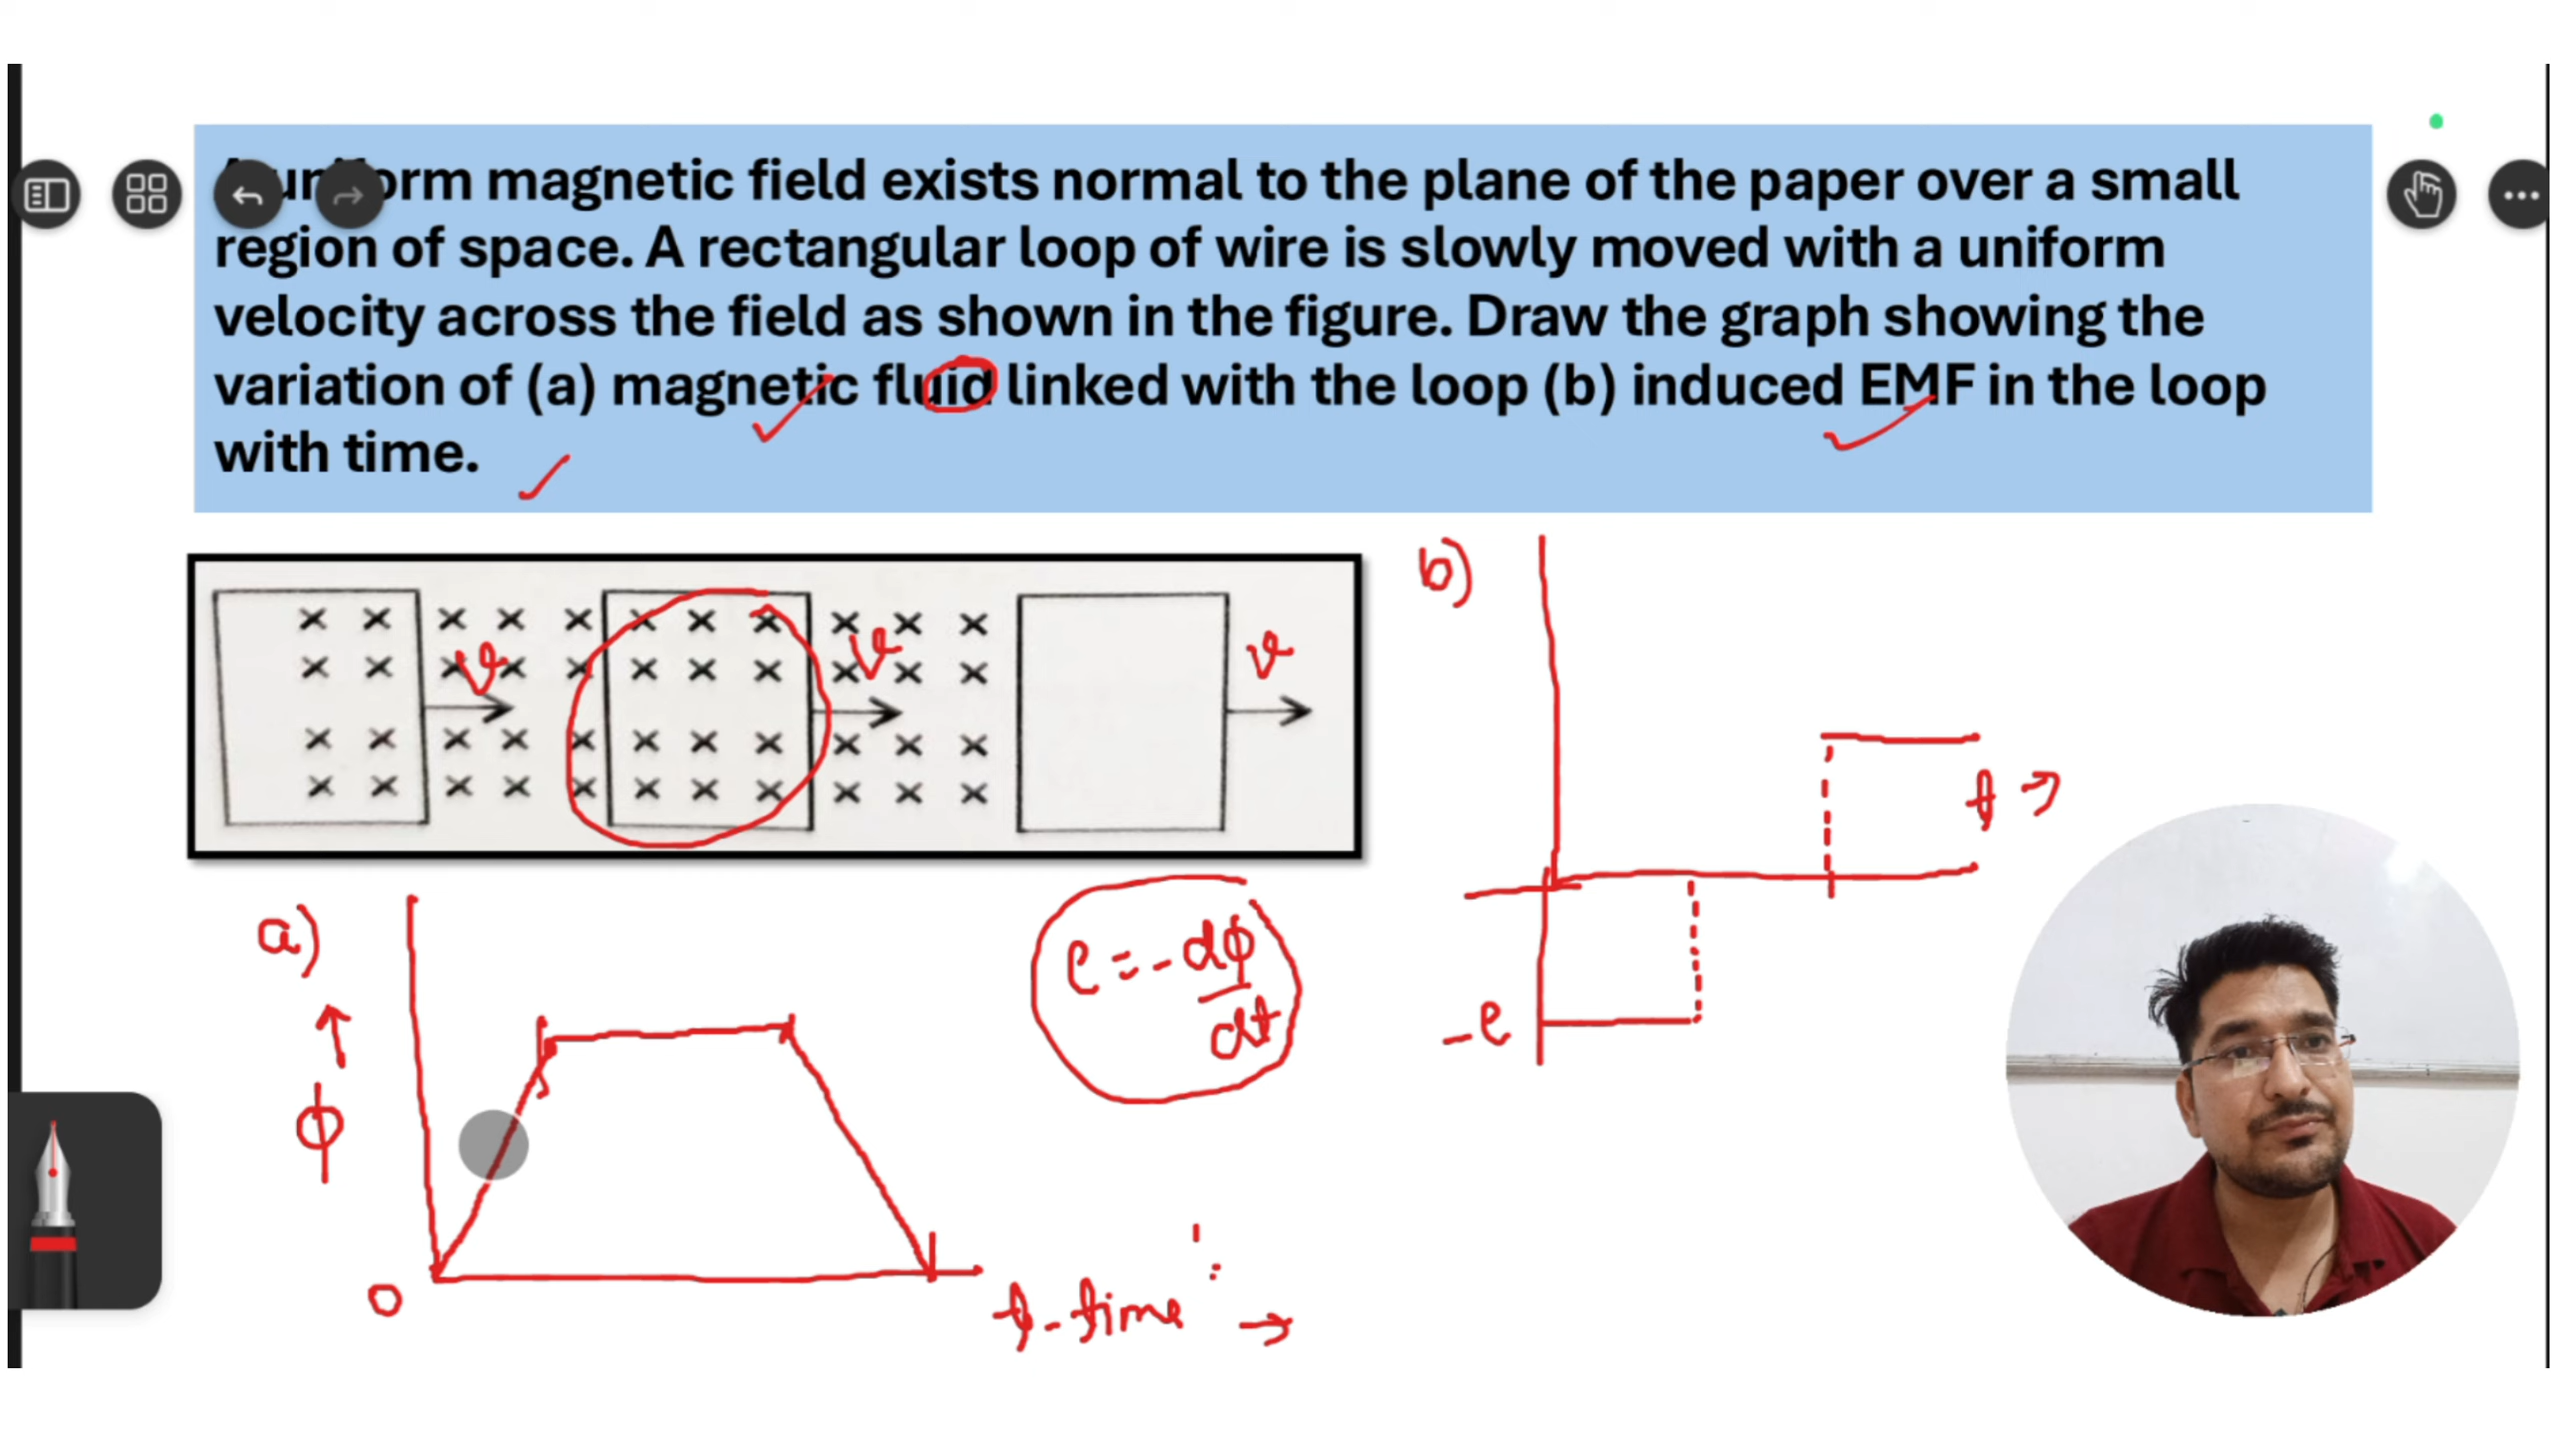 uniform magnetic field exists normal to the plane of the paper over a small
region of space. A rectangular loop of wire is slowly moved with a uniform
velocity across the field as shown in the figure. Draw the graph showing the
variation of (a) magnetic fluid linked with the loop (b) induced EMF in the loop
with time.
v
v
v
b)
t →
-e
a)
↑
ϕ
e = - dϕ
dt
0
t - time →